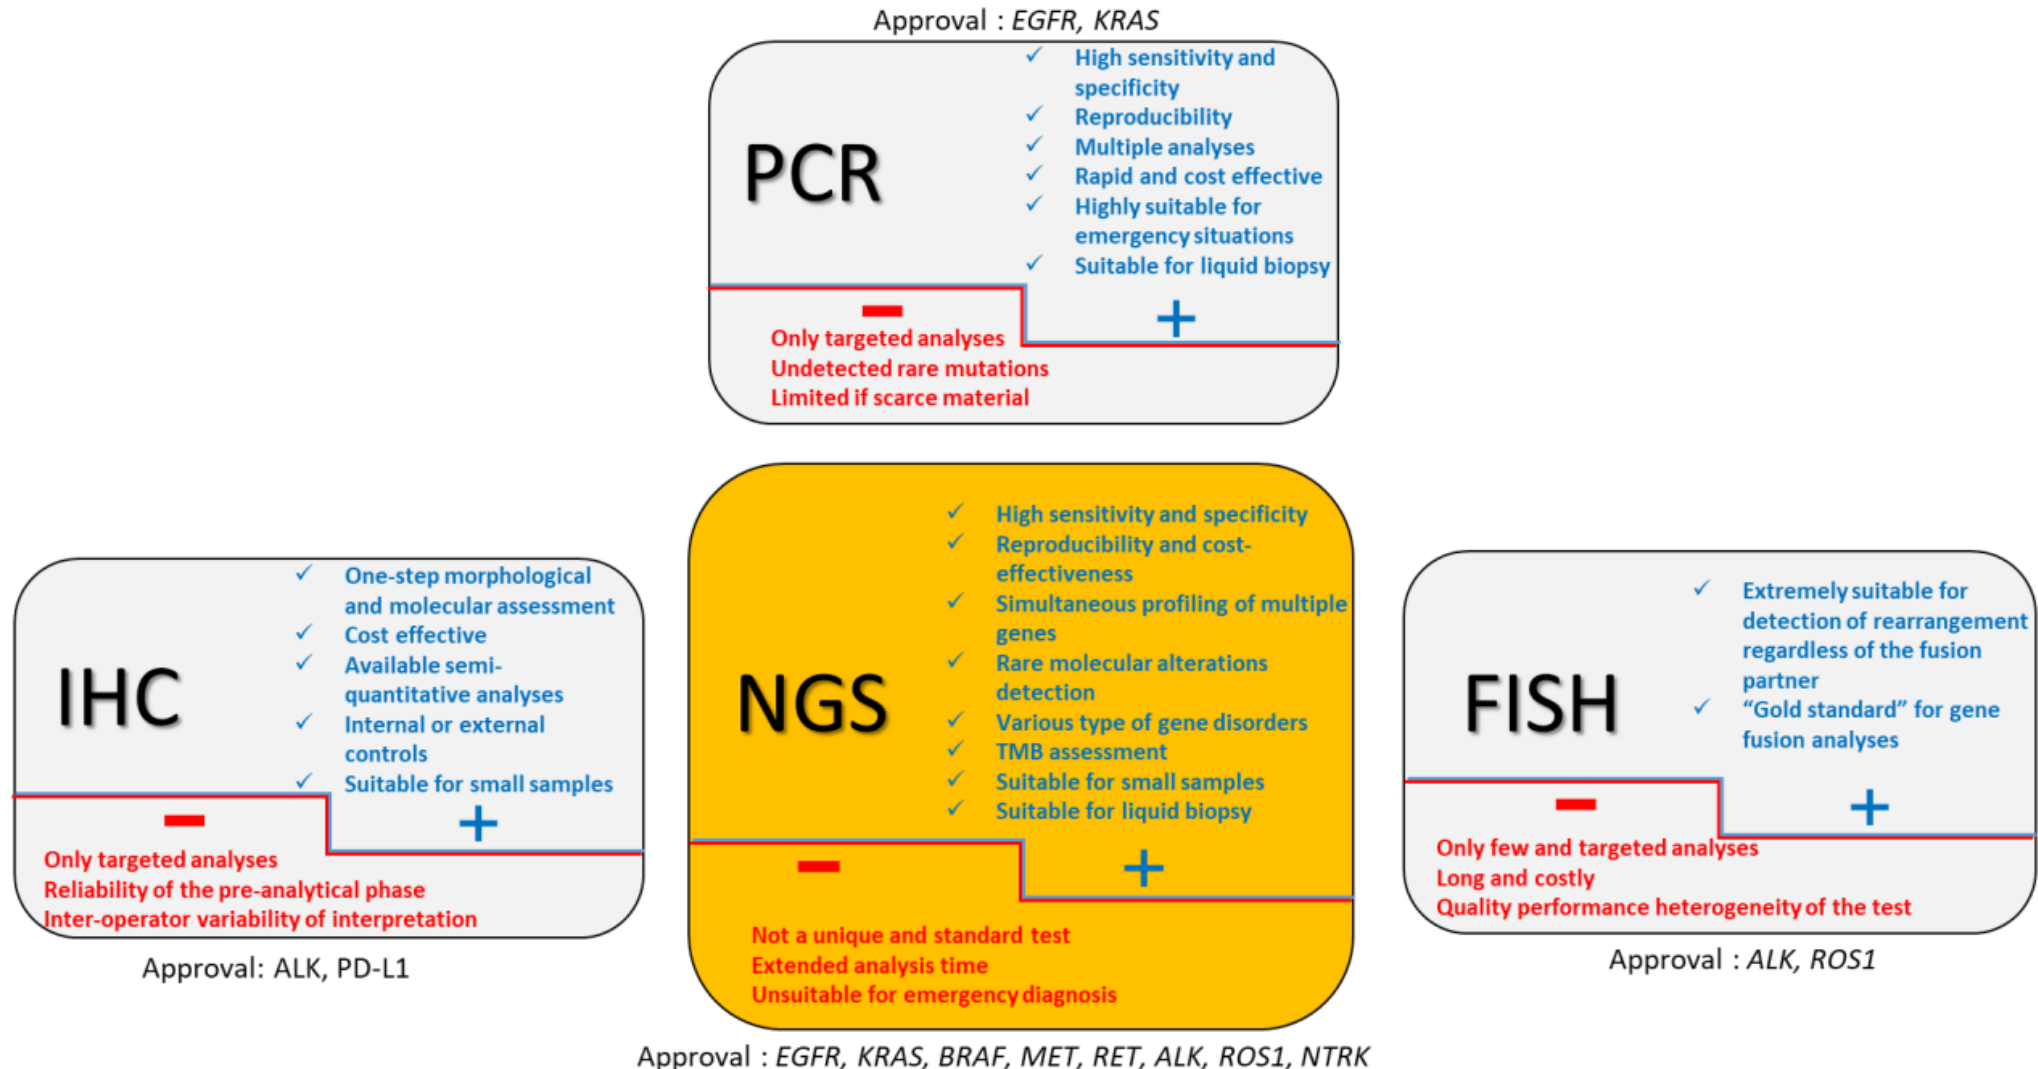 Approval : EGFR, KRAS
PCR
✓ High sensitivity and
specificity
✓ Reproducibility
✓ Multiple analyses
✓ Rapid and cost effective
✓ Highly suitable for
emergency situations
✓ Suitable for liquid biopsy
+
-
Only targeted analyses
Undetected rare mutations
Limited if scarce material
IHC
✓ One-step morphological
and molecular assessment
✓ Cost effective
✓ Available semi-
quantitative analyses
✓ Internal or external
controls
✓ Suitable for small samples
+
-
Only targeted analyses
Reliability of the pre-analytical phase
Inter-operator variability of interpretation
Approval: ALK, PD-L1
NGS
✓ High sensitivity and specificity
✓ Reproducibility and cost-
effectiveness
✓ Simultaneous profiling of multiple
genes
✓ Rare molecular alterations
detection
✓ Various type of gene disorders
✓ TMB assessment
✓ Suitable for small samples
✓ Suitable for liquid biopsy
+
-
Not a unique and standard test
Extended analysis time
Unsuitable for emergency diagnosis
Approval : EGFR, KRAS, BRAF, MET, RET, ALK, ROS1, NTRK
FISH
✓ Extremely suitable for
detection of rearrangement
regardless of the fusion
partner
✓ “Gold standard” for gene
fusion analyses
+
-
Only few and targeted analyses
Long and costly
Quality performance heterogeneity of the test
Approval : ALK, ROS1